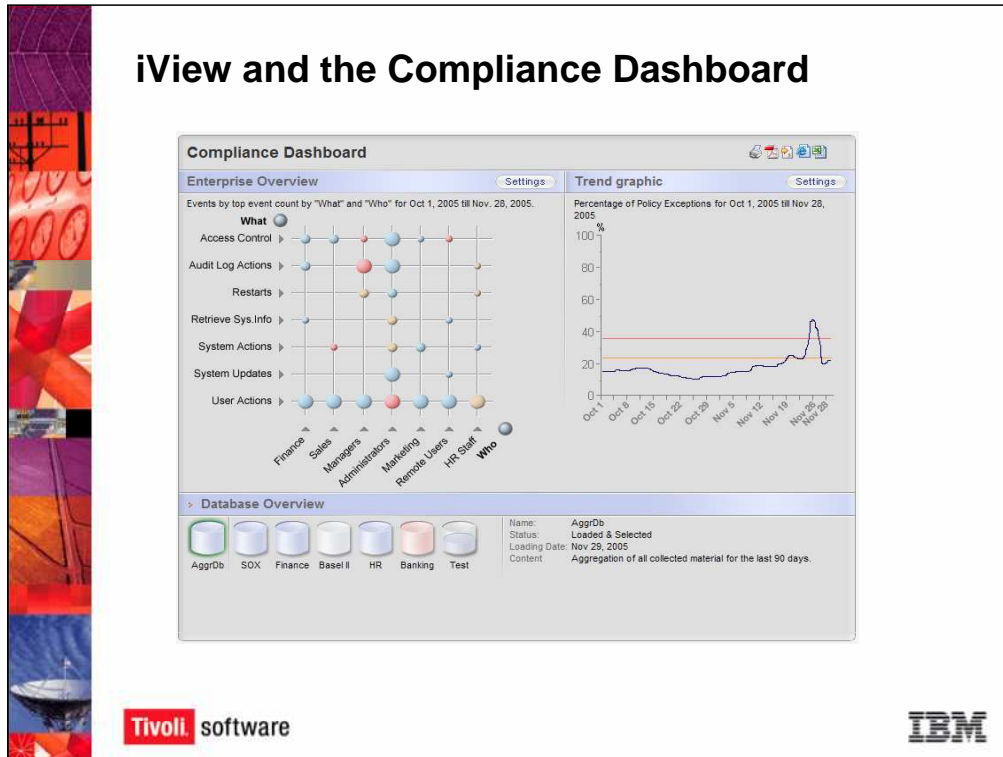 iView and the Compliance Dashboard
Compliance Dashboard
Enterprise Overview
Settings
Events by top event count by "What" and "Who" for Oct 1, 2005 till Nov. 28, 2005.
What
Access Control
Audit Log Actions
Restarts
Retrieve Sys.Info
System Actions
System Updates
User Actions
Finance
Sales
Managers
Administrators
Marketing
Remote Users
HR Staff
Who
Trend graphic
Settings
Percentage of Policy Exceptions for Oct 1, 2005 till Nov 28,
2005
%
100
80
60
40
20
0
Oct 1
Oct 8
Oct 15
Oct 22
Oct 29
Nov 5
Nov 12
Nov 19
Nov 26
Nov 28
Database Overview
AggrDb
SOX
Finance
Basel II
HR
Banking
Test
Name: AggrDb
Status: Loaded & Selected
Loading Date: Nov 29, 2005
Content Aggregation of all collected material for the last 90 days.
Tivoli. software
IBM